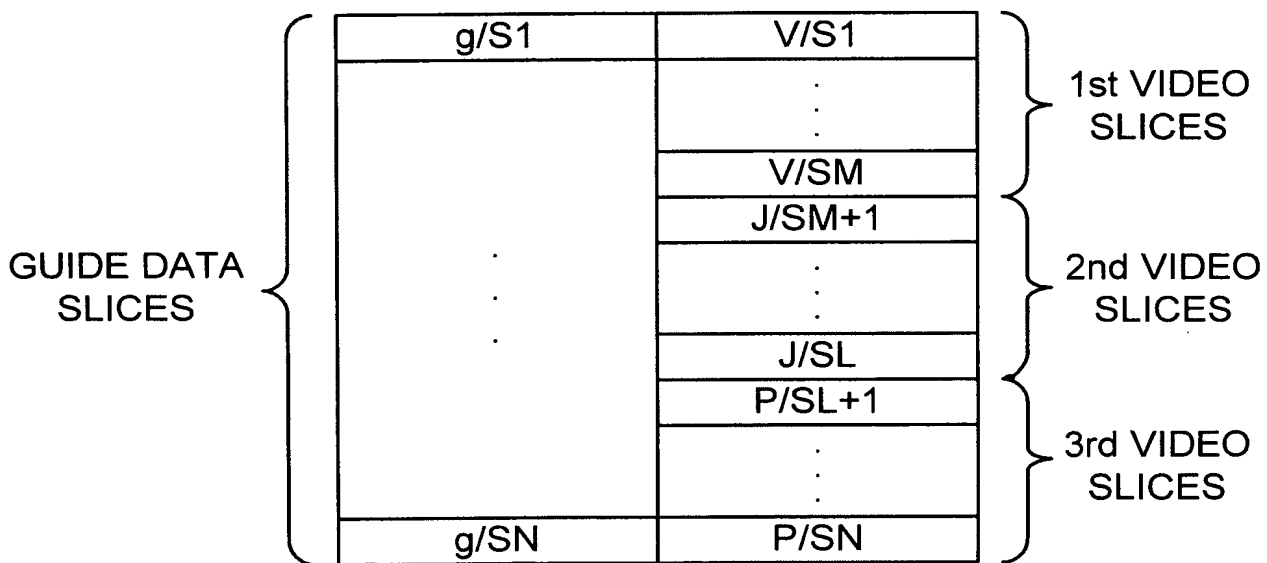 g/S1
V/S1
1st VIDEO
SLICES
V/SM
J/SM+1
GUIDE DATA
SLICES
2nd VIDEO
SLICES
J/SL
P/SL+1
3rd VIDEO
SLICES
g/SN
P/SN